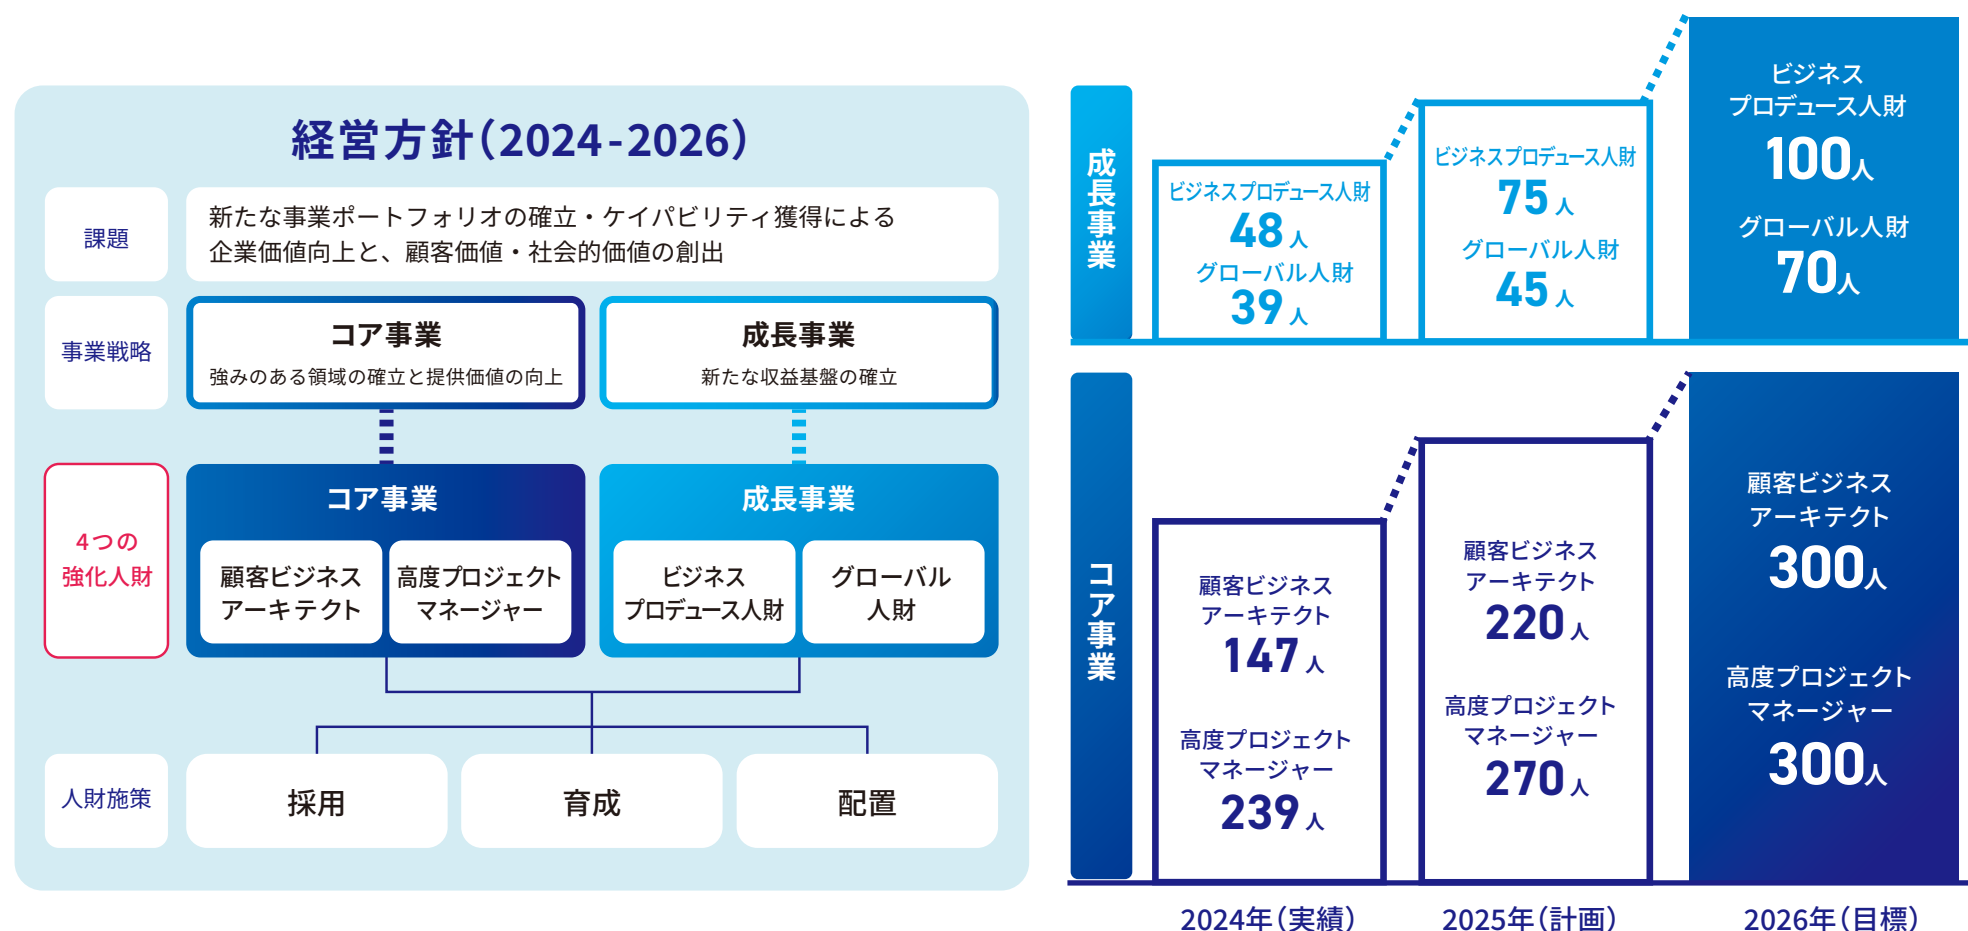 経営方針(2024-2026)
課題
新たな事業ポートフォリオの確立・ケイパビリティ獲得による
企業価値向上と、顧客価値・社会的価値の創出
事業戦略
コア事業
強みのある領域の確立と提供価値の向上
成長事業
新たな収益基盤の確立
4つの
強化人財
コア事業
顧客ビジネス
アーキテクト
高度プロジェクト
マネージャー
成長事業
ビジネス
プロデュース人財
グローバル
人財
人財施策
採用
育成
配置
成長事業
ビジネスプロデュース人財
48人
グローバル人財
39人
ビジネスプロデュース人財
75人
グローバル人財
45人
ビジネス
プロデュース人財
100人
グローバル人財
70人
コア事業
顧客ビジネス
アーキテクト
147人
高度プロジェクト
マネージャー
239人
顧客ビジネス
アーキテクト
220人
高度プロジェクト
マネージャー
270人
顧客ビジネス
アーキテクト
300人
高度プロジェクト
マネージャー
300人
2024年(実績)
2025年(計画)
2026年(目標)